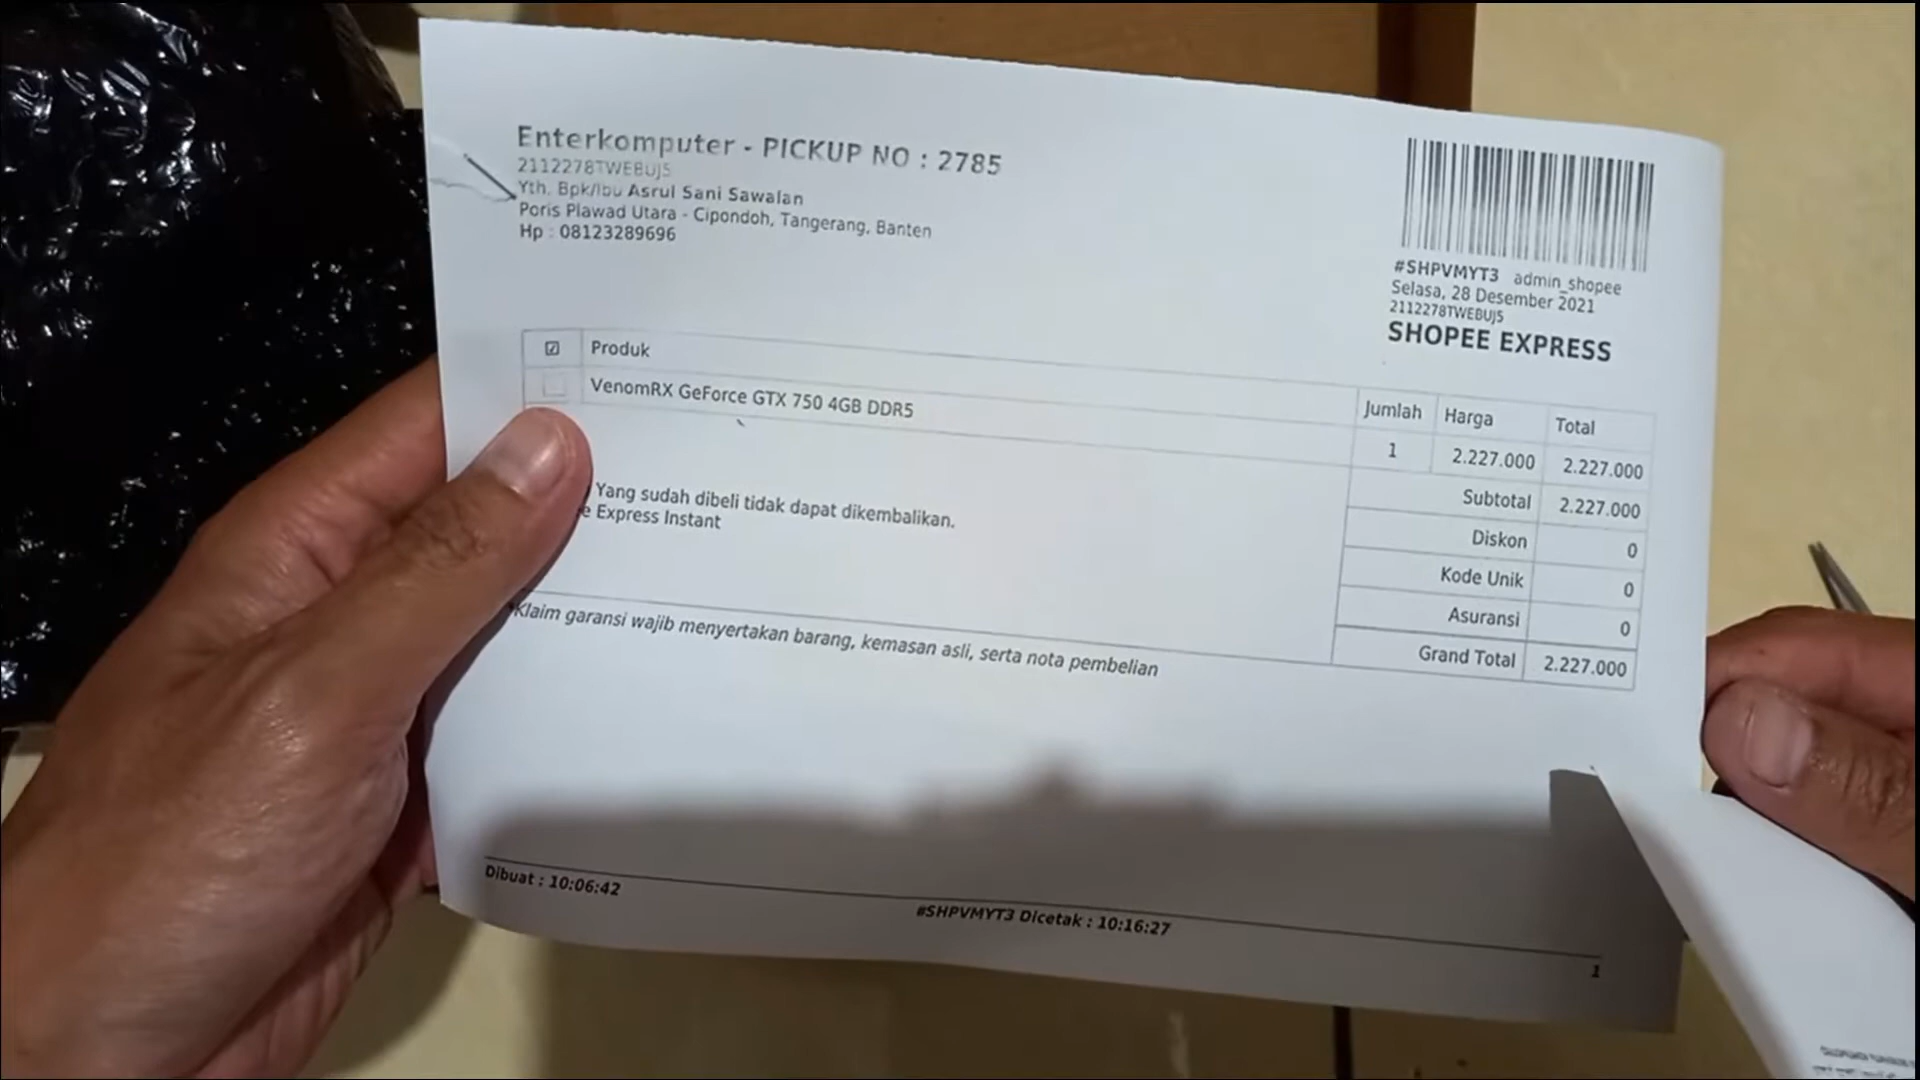 Enterkomputer - PICKUP NO : 2785
2112278TWEBUJ5
Yth. Bpk/Ibu Asrul Sani Sawalan
Poris Plawad Utara - Cipondoh, Tangerang, Banten
Hp : 08123289696
#SHPVMYT3 admin_shopee
Selasa, 28 Desember 2021
2112278TWEBUJ5
SHOPEE EXPRESS
Produk Jumlah Harga Total
VenomRX GeForce GTX 750 4GB DDR5 1 2.227.000 2.227.000
Subtotal 2.227.000
Diskon 0
Kode Unik 0
Asuransi 0
Grand Total 2.227.000
Yang sudah dibeli tidak dapat dikembalikan.
e Express Instant
*Klaim garansi wajib menyertakan barang, kemasan asli, serta nota pembelian
Dibuat : 10:06:42
#SHPVMYT3 Dicetak : 10:16:27
1